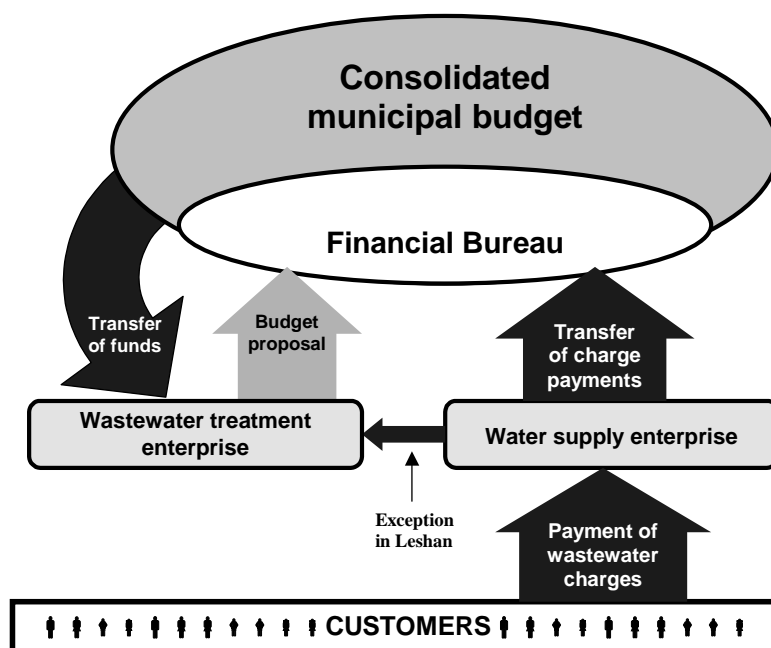 Consolidated
municipal budget
Financial Bureau
Transfer
of funds
Budget
proposal
Transfer
of charge
payments
Wastewater treatment
enterprise
Water supply enterprise
Exception
in Leshan
Payment of
wastewater
charges
CUSTOMERS